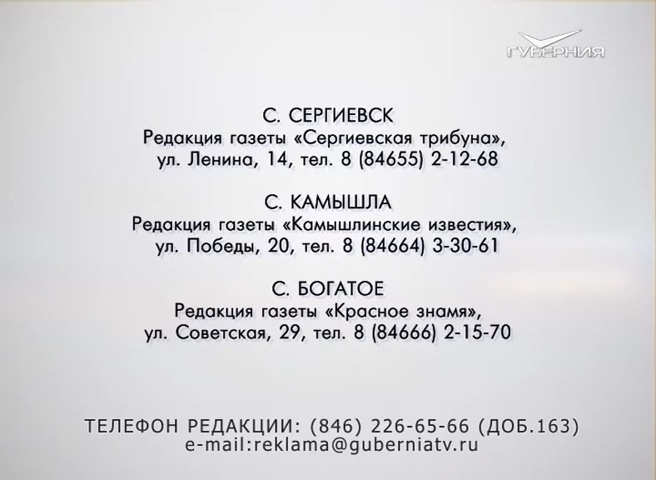 ГУБЕРНИЯ
С. СЕРГИЕВСК
Редакция газеты «Сергиевская трибуна»,
ул. Ленина, 14, тел. 8 (84655) 2-12-68
С. КАМЫШЛА
Редакция газеты «Камышлинские известия»,
ул. Победы, 20, тел. 8 (84664) 3-30-61
С. БОГАТОЕ
Редакция газеты «Красное знамя»,
ул. Советская, 29, тел. 8 (84666) 2-15-70
ТЕЛЕФОН РЕДАКЦИИ: (846) 226-65-66 (ДОБ.163)
e-mail:reklama@guberniatv.ru